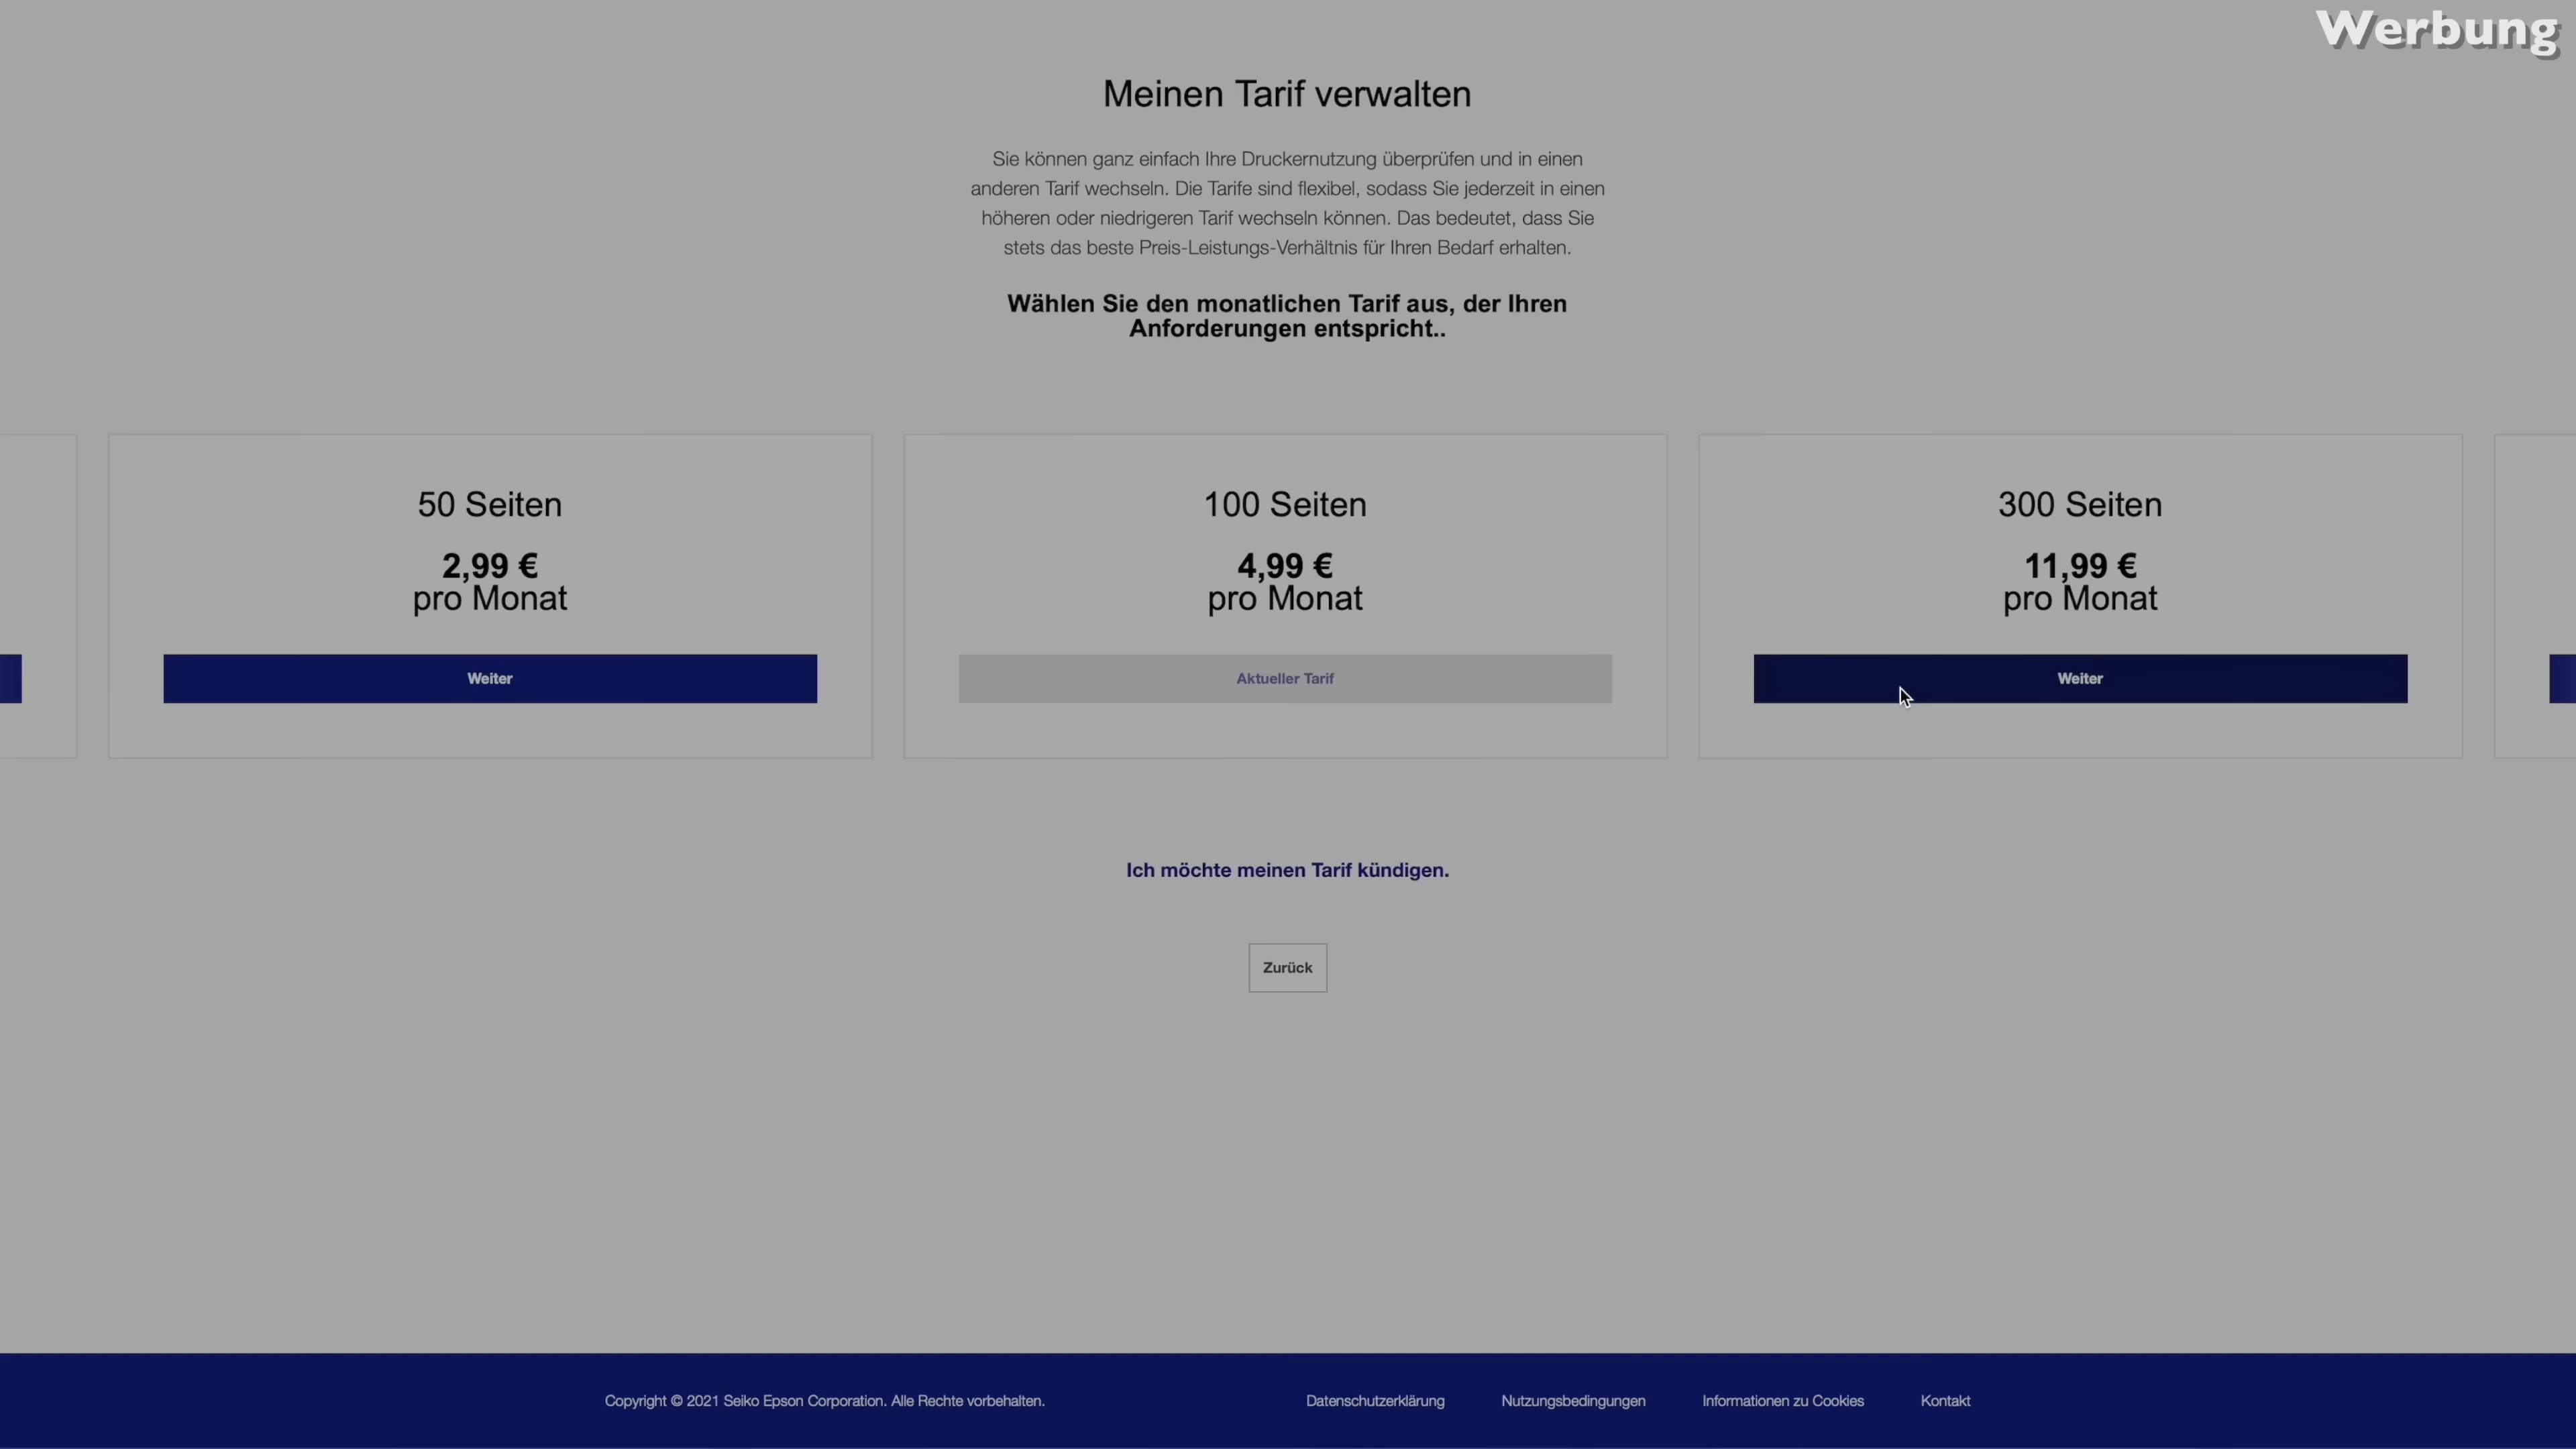 Werbung
Meinen Tarif verwalten
Sie können ganz einfach Ihre Druckernutzung überprüfen und in einen
anderen Tarif wechseln. Die Tarife sind flexibel, sodass Sie jederzeit in einen
höheren oder niedrigeren Tarif wechseln können. Das bedeutet, dass Sie
stets das beste Preis-Leistungs-Verhältnis für Ihren Bedarf erhalten.
Wählen Sie den monatlichen Tarif aus, der Ihren
Anforderungen entspricht..
50 Seiten
2,99 €
pro Monat
Weiter
100 Seiten
4,99 €
pro Monat
Aktueller Tarif
300 Seiten
11,99 €
pro Monat
Weiter
Ich möchte meinen Tarif kündigen.
Zurück
Copyright © 2021 Seiko Epson Corporation. Alle Rechte vorbehalten.
Datenschutzerklärung
Nutzungsbedingungen
Informationen zu Cookies
Kontakt